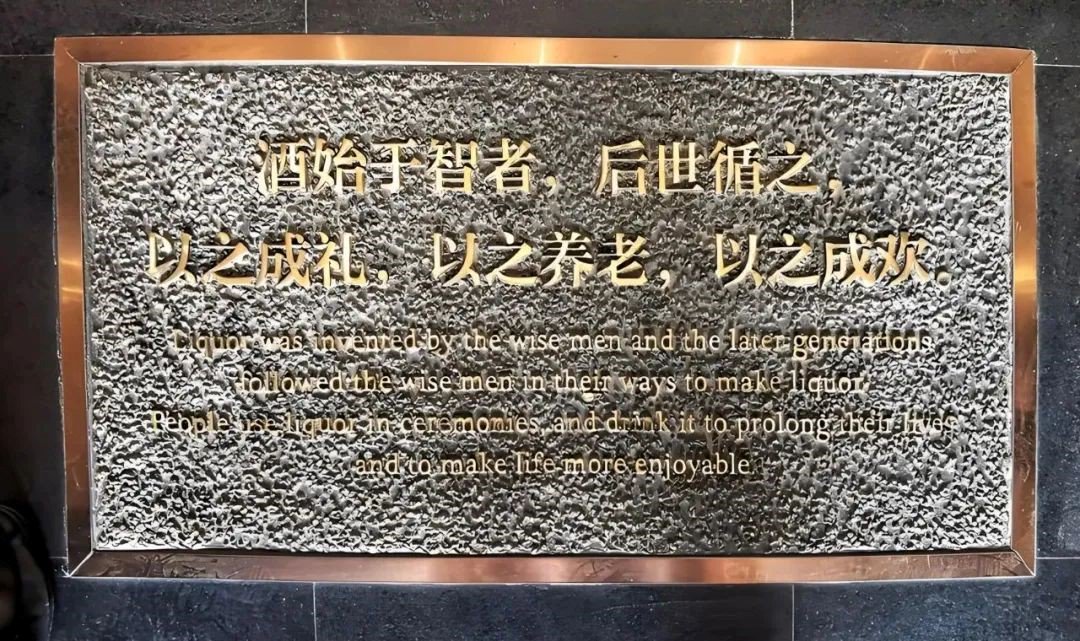 酒始于智者，后世循之，
以之成礼，以之养老，以之成欢。
Liquor was invented by the wise men and the later generations
followed the wise men in their ways to make liquor.
People use liquor in ceremonies, and drink it to prolong their lives
and to make life more enjoyable.